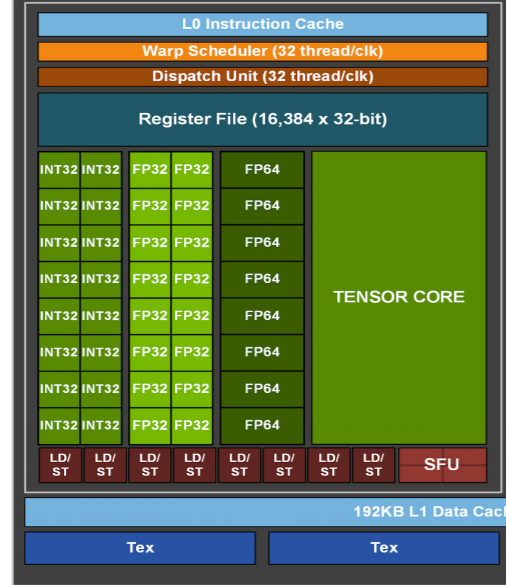 L0 Instruction Cache
Warp Scheduler (32 thread/clk)
Dispatch Unit (32 thread/clk)
Register File (16,384 x 32-bit)
INT32 INT32 FP32 FP32 FP64
INT32 INT32 FP32 FP32 FP64
INT32 INT32 FP32 FP32 FP64
INT32 INT32 FP32 FP32 FP64
TENSOR CORE
INT32 INT32 FP32 FP32 FP64
INT32 INT32 FP32 FP32 FP64
INT32 INT32 FP32 FP32 FP64
INT32 INT32 FP32 FP32 FP64
LD/ LD/ LD/ LD/ LD/ LD/ LD/ LD/
ST ST ST ST ST ST ST ST
SFU
192KB L1 Data Cac
Tex Tex